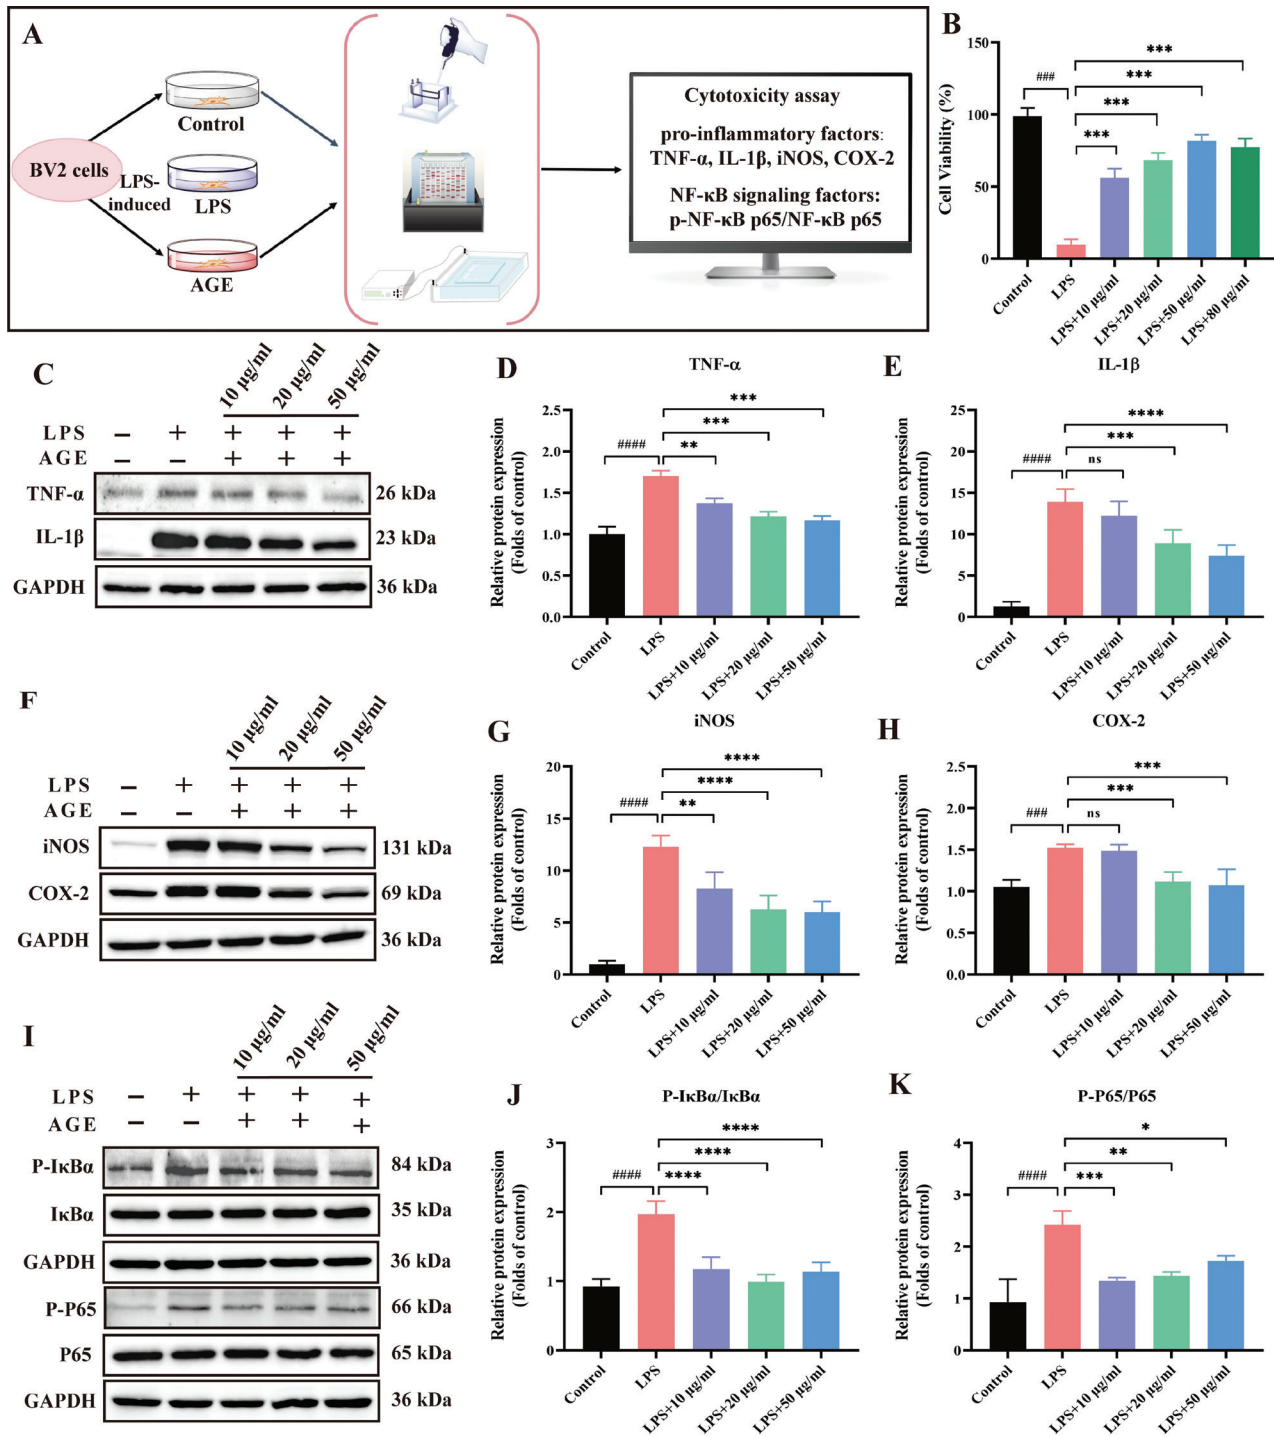 A
BV2 cells
LPS-
induced
Control
LPS
AGE
Cytotoxicity assay
pro-inflammatory factors:
TNF-α, IL-1β, iNOS, COX-2
NF-κB signaling factors:
p-NF-κB p65/NF-κB p65
B
Cell Viability (%)
150
100
50
0
###
***
***
***
***
Control
LPS
LPS+10 μg/ml
LPS+20 μg/ml
LPS+50 μg/ml
LPS+80 μg/ml
C
10 μg/ml
20 μg/ml
50 μg/ml
LPS – + + + +
AGE – – + + +
TNF-α 26 kDa
IL-1β 23 kDa
GAPDH 36 kDa
D
TNF-α
Relative protein expression
(Folds of control)
2.5
2.0
1.5
1.0
0.5
0.0
####
**
***
***
Control
LPS
LPS+10 μg/ml
LPS+20 μg/ml
LPS+50 μg/ml
E
IL-1β
Relative protein expression
(Folds of control)
25
20
15
10
5
0
####
ns
***
****
Control
LPS
LPS+10 μg/ml
LPS+20 μg/ml
LPS+50 μg/ml
F
10 μg/ml
20 μg/ml
50 μg/ml
LPS – + + + +
AGE – – + + +
iNOS 131 kDa
COX-2 69 kDa
GAPDH 36 kDa
G
iNOS
Relative protein expression
(Folds of control)
20
15
10
5
0
####
**
****
****
Control
LPS
LPS+10 μg/ml
LPS+20 μg/ml
LPS+50 μg/ml
H
COX-2
Relative protein expression
(Folds of control)
2.5
2.0
1.5
1.0
0.5
0.0
###
ns
***
***
Control
LPS
LPS+10 μg/ml
LPS+20 μg/ml
LPS+50 μg/ml
I
10 μg/ml
20 μg/ml
50 μg/ml
LPS – + + + +
AGE – – + + +
P-IκBα 84 kDa
IκBα 35 kDa
GAPDH 36 kDa
P-P65 66 kDa
P65 65 kDa
GAPDH 36 kDa
J
P-IκBα/IκBα
Relative protein expression
(Folds of control)
3
2
1
0
####
****
****
****
Control
LPS
LPS+10 μg/ml
LPS+20 μg/ml
LPS+50 μg/ml
K
P-P65/P65
Relative protein expression
(Folds of control)
4
3
2
1
0
####
***
**
*
Control
LPS
LPS+10 μg/ml
LPS+20 μg/ml
LPS+50 μg/ml